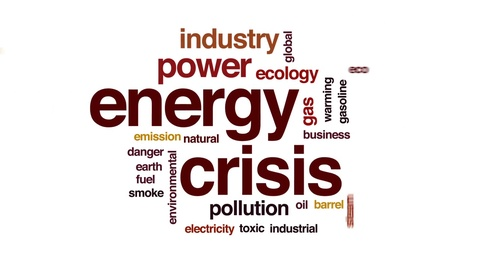 industry
global
power
ecology
eco
energy
gas
warming
gasoline
emission
natural
business
danger
earth
fuel
smoke
environmental
crisis
pollution
oil
barrel
electricity
toxic
industrial